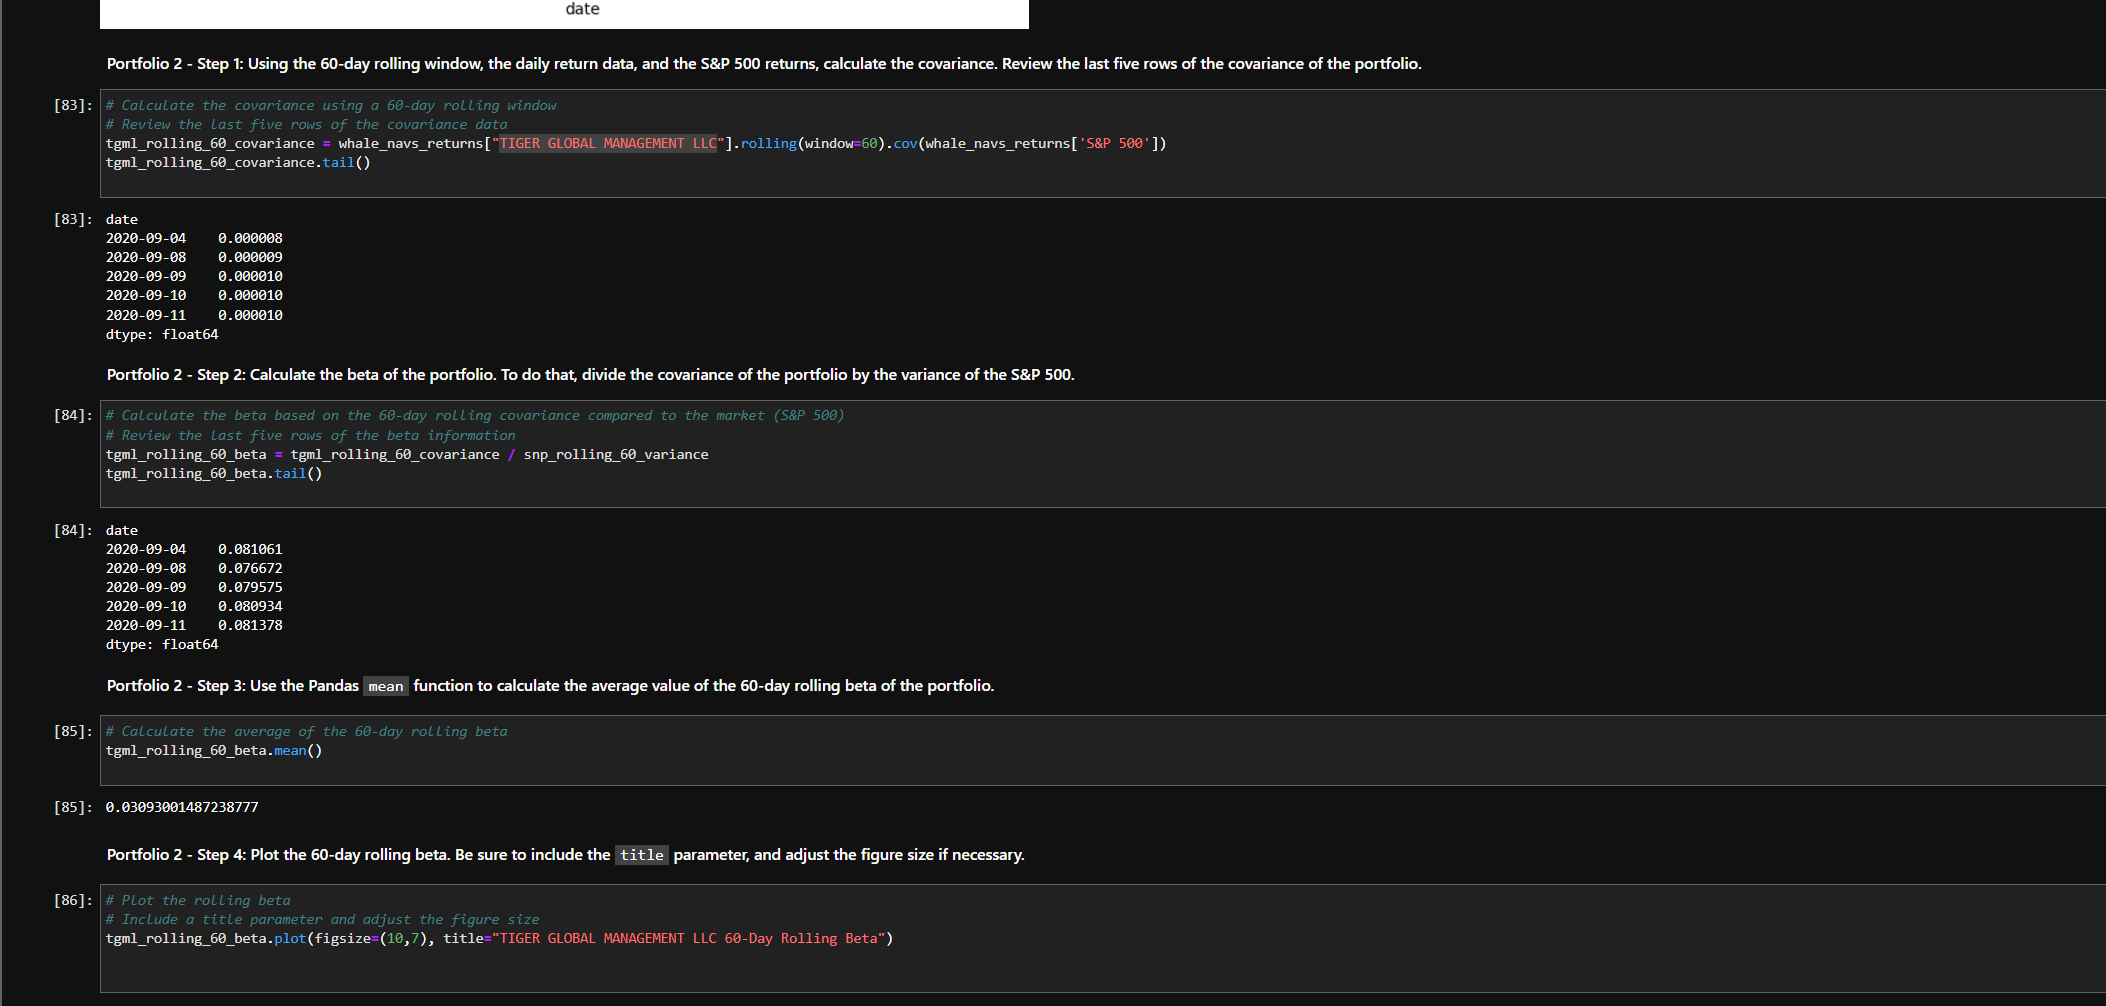 date
Portfolio 2 - Step 1: Using the 60-day rolling window, the daily return data, and the S&P 500 returns, calculate the covariance. Review the last five rows of the covariance of the portfolio.
[83]: # Calculate the covariance using a 60-day rolling window
# Review the last five rows of the covariance data
tgml_rolling_60_covariance = whale_navs_returns["TIGER GLOBAL MANAGEMENT LLC"].rolling(window=60).cov(whale_navs_returns['S&P 500'])
tgml_rolling_60_covariance.tail()
[83]: date
2020-09-04    0.000008
2020-09-08    0.000009
2020-09-09    0.000010
2020-09-10    0.000010
2020-09-11    0.000010
dtype: float64
Portfolio 2 - Step 2: Calculate the beta of the portfolio. To do that, divide the covariance of the portfolio by the variance of the S&P 500.
[84]: # Calculate the beta based on the 60-day rolling covariance compared to the market (S&P 500)
# Review the last five rows of the beta information
tgml_rolling_60_beta = tgml_rolling_60_covariance / snp_rolling_60_variance
tgml_rolling_60_beta.tail()
[84]: date
2020-09-04    0.081061
2020-09-08    0.076672
2020-09-09    0.079575
2020-09-10    0.080934
2020-09-11    0.081378
dtype: float64
Portfolio 2 - Step 3: Use the Pandas mean function to calculate the average value of the 60-day rolling beta of the portfolio.
[85]: # Calculate the average of the 60-day rolling beta
tgml_rolling_60_beta.mean()
[85]: 0.03093001487238777
Portfolio 2 - Step 4: Plot the 60-day rolling beta. Be sure to include the title parameter, and adjust the figure size if necessary.
[86]: # Plot the rolling beta
# Include a title parameter and adjust the figure size
tgml_rolling_60_beta.plot(figsize=(10,7), title="TIGER GLOBAL MANAGEMENT LLC 60-Day Rolling Beta")